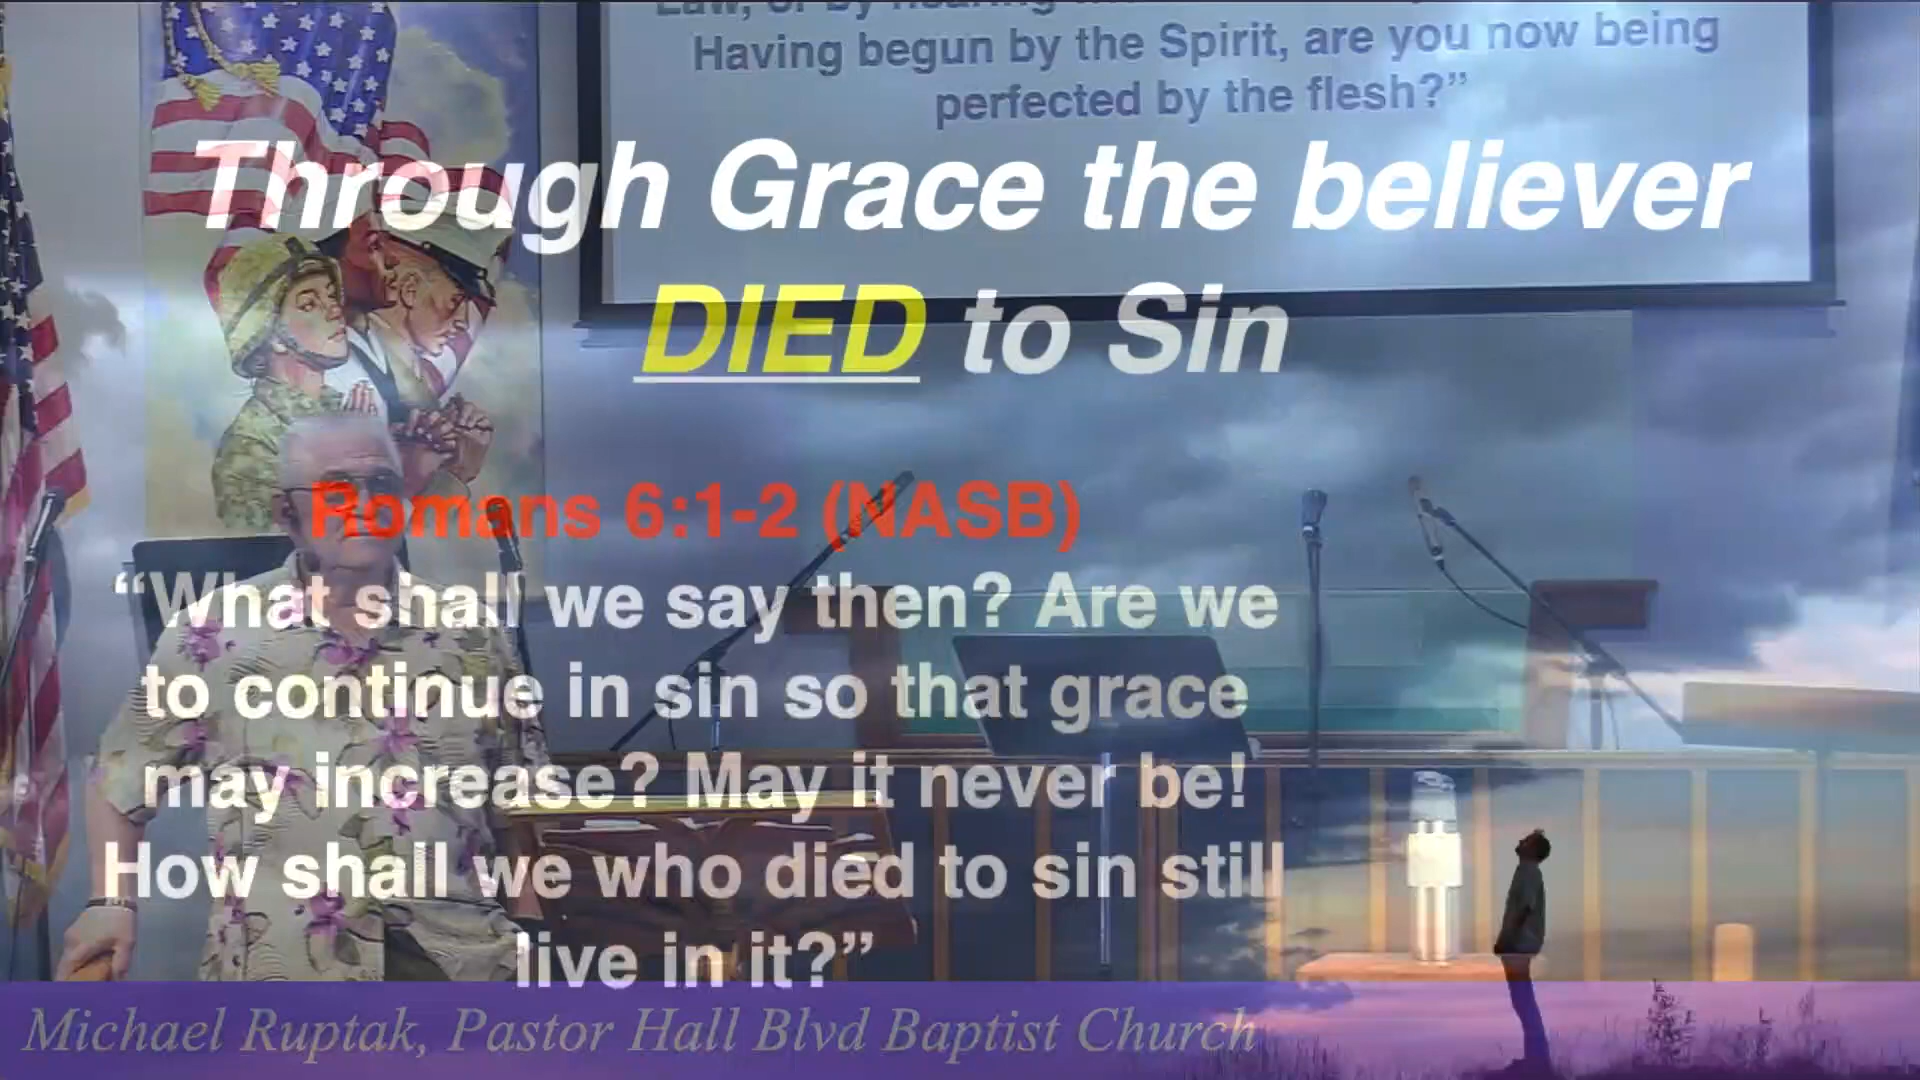 Having begun by the Spirit, are you now being
perfected by the flesh?”
Through Grace the believer
DIED to Sin
Romans 6:1-2 (NASB)
“What shall we say then? Are we
to continue in sin so that grace
may increase? May it never be!
How shall we who died to sin still
live in it?”
Michael Ruptak, Pastor Hall Blvd Baptist Church